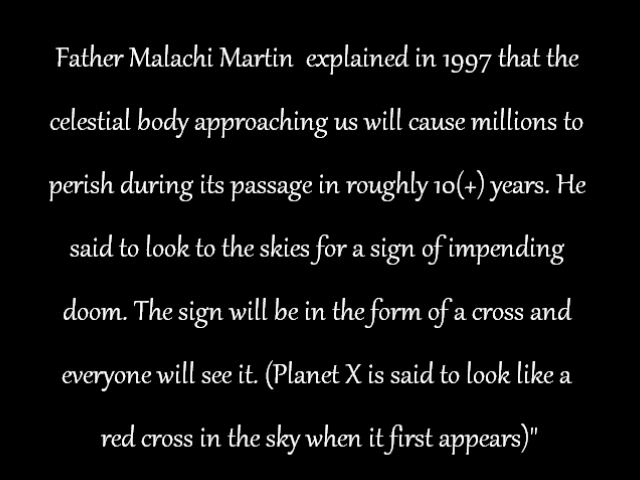 Father Malachi Martin explained in 1997 that the
celestial body approaching us will cause millions to
perish during its passage in roughly 10(+) years. He
said to look to the skies for a sign of impending
doom. The sign will be in the form of a cross and
everyone will see it. (Planet X is said to look like a
red cross in the sky when it first appears)"